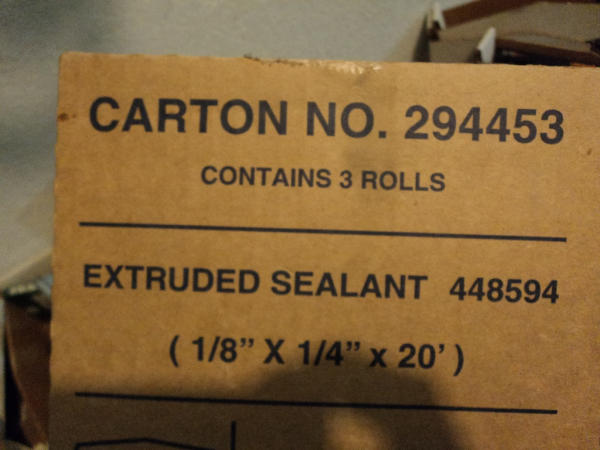 CARTON NO. 294453
CONTAINS 3 ROLLS
EXTRUDED SEALANT 448594
( 1/8” X 1/4” x 20’ )